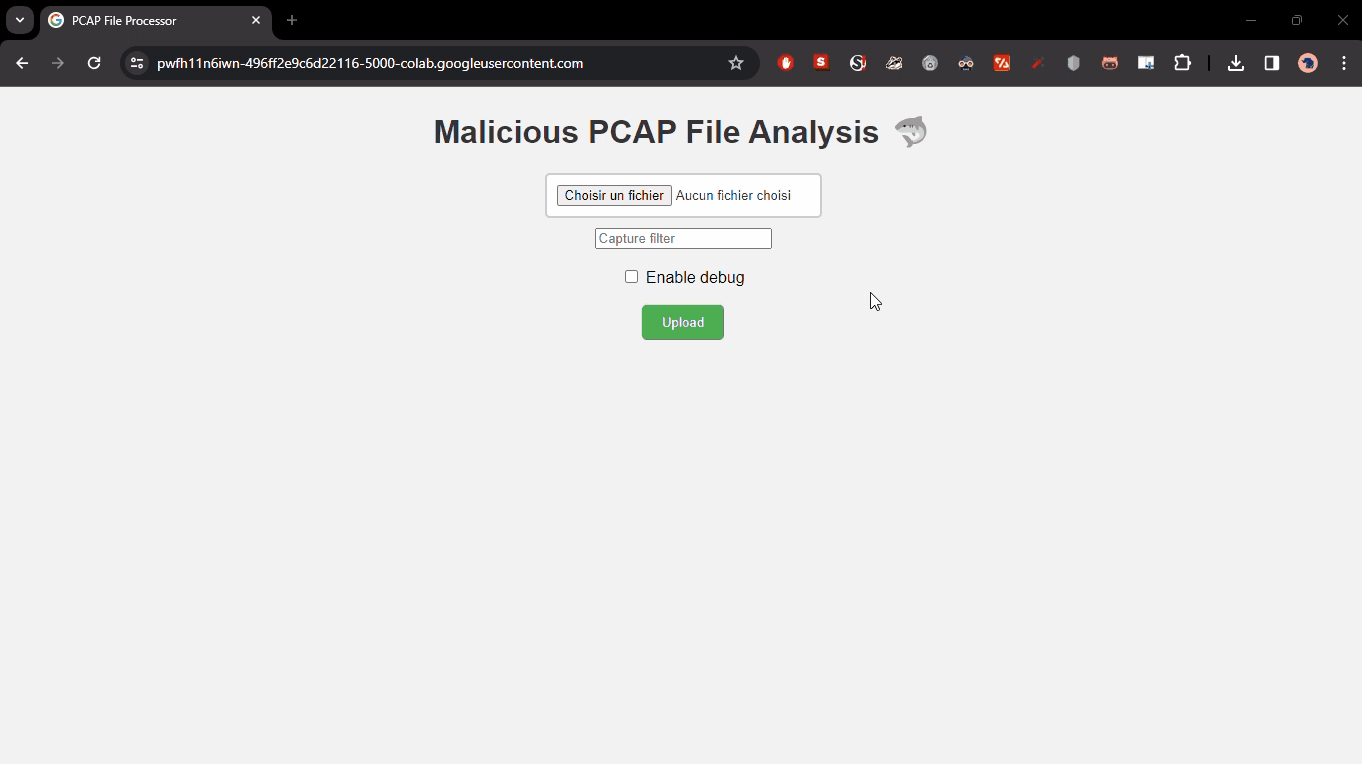 PCAP File Processor
pwfh11n6iwn-496ff2e9c6d22116-5000-colab.googleusercontent.com
Malicious PCAP File Analysis 🦈
Choisir un fichier Aucun fichier choisi
Capture filter
Enable debug
Upload